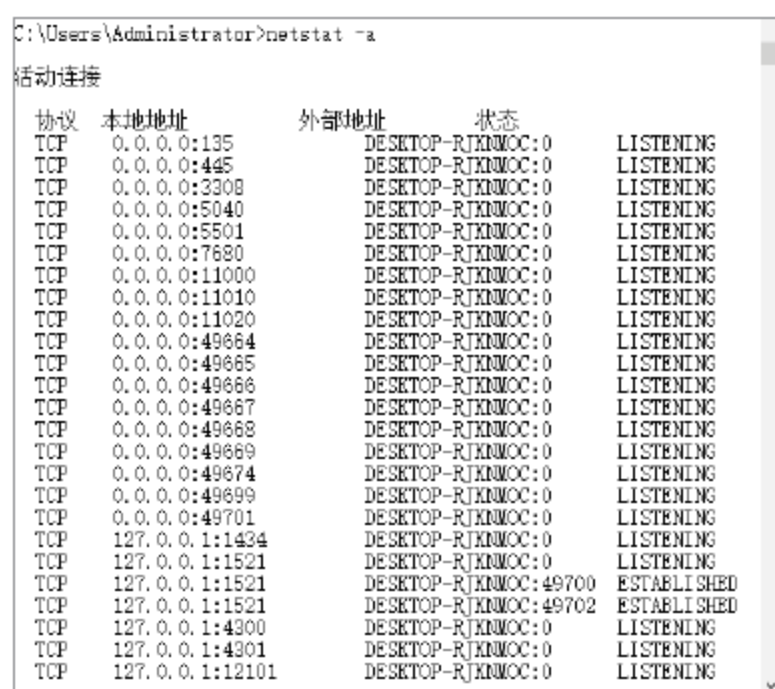 C:\Users\Administrator>netstat -a
活动连接
协议 本地地址 外部地址 状态
TCP 0.0.0.0:135 DESKTOP-RJKNMOC:0 LISTENING
TCP 0.0.0.0:445 DESKTOP-RJKNMOC:0 LISTENING
TCP 0.0.0.0:3308 DESKTOP-RJKNMOC:0 LISTENING
TCP 0.0.0.0:5040 DESKTOP-RJKNMOC:0 LISTENING
TCP 0.0.0.0:5501 DESKTOP-RJKNMOC:0 LISTENING
TCP 0.0.0.0:7680 DESKTOP-RJKNMOC:0 LISTENING
TCP 0.0.0.0:11000 DESKTOP-RJKNMOC:0 LISTENING
TCP 0.0.0.0:11010 DESKTOP-RJKNMOC:0 LISTENING
TCP 0.0.0.0:11020 DESKTOP-RJKNMOC:0 LISTENING
TCP 0.0.0.0:49664 DESKTOP-RJKNMOC:0 LISTENING
TCP 0.0.0.0:49665 DESKTOP-RJKNMOC:0 LISTENING
TCP 0.0.0.0:49666 DESKTOP-RJKNMOC:0 LISTENING
TCP 0.0.0.0:49667 DESKTOP-RJKNMOC:0 LISTENING
TCP 0.0.0.0:49668 DESKTOP-RJKNMOC:0 LISTENING
TCP 0.0.0.0:49669 DESKTOP-RJKNMOC:0 LISTENING
TCP 0.0.0.0:49674 DESKTOP-RJKNMOC:0 LISTENING
TCP 0.0.0.0:49699 DESKTOP-RJKNMOC:0 LISTENING
TCP 0.0.0.0:49701 DESKTOP-RJKNMOC:0 LISTENING
TCP 127.0.0.1:1434 DESKTOP-RJKNMOC:0 LISTENING
TCP 127.0.0.1:1521 DESKTOP-RJKNMOC:0 LISTENING
TCP 127.0.0.1:1521 DESKTOP-RJKNMOC:49700 ESTABLISHED
TCP 127.0.0.1:1521 DESKTOP-RJKNMOC:49702 ESTABLISHED
TCP 127.0.0.1:4300 DESKTOP-RJKNMOC:0 LISTENING
TCP 127.0.0.1:4301 DESKTOP-RJKNMOC:0 LISTENING
TCP 127.0.0.1:12101 DESKTOP-RJKNMOC:0 LISTENING